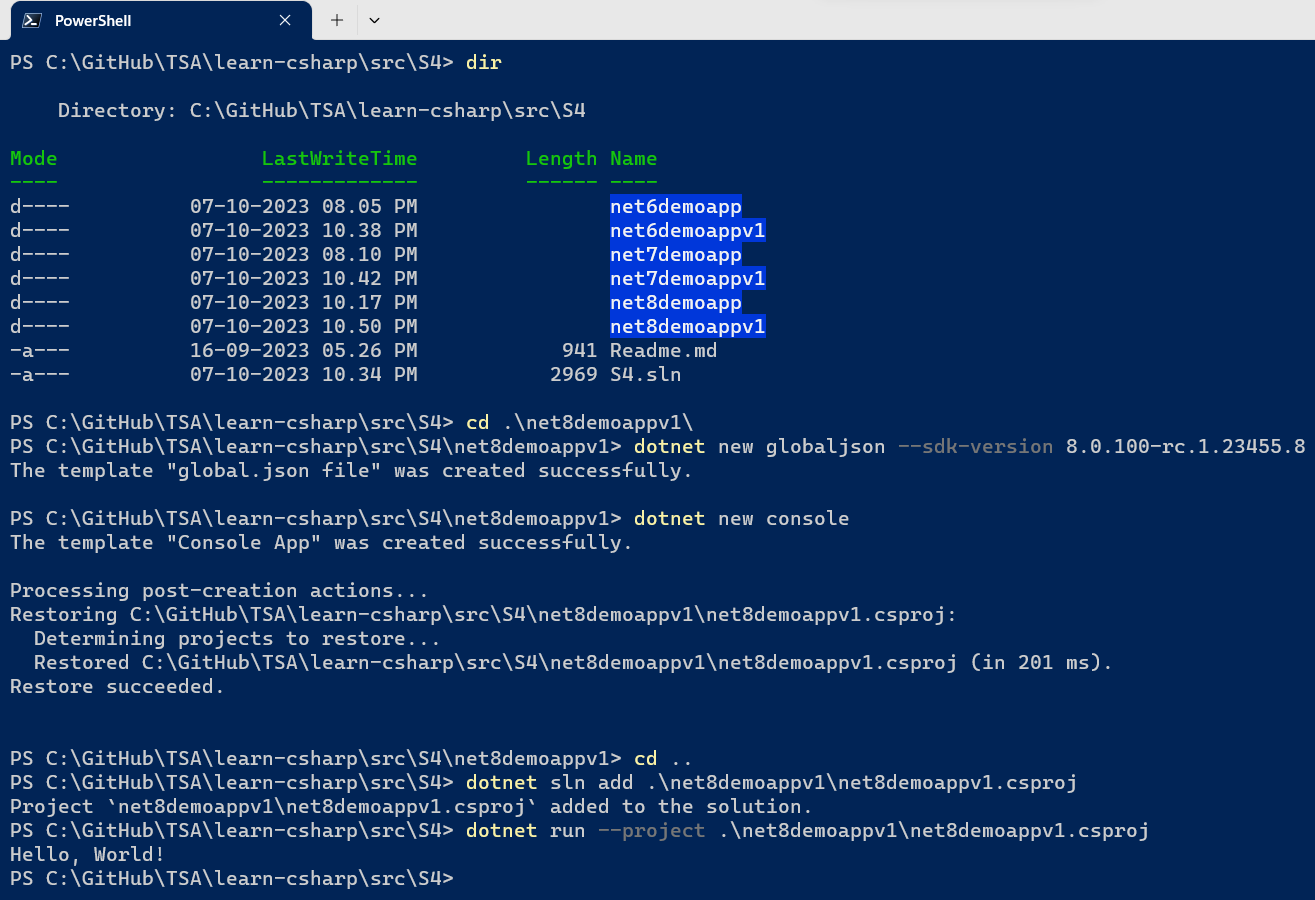 PowerShell
PS C:\GitHub\TSA\learn-csharp\src\S4> dir
    Directory: C:\GitHub\TSA\learn-csharp\src\S4
Mode                 LastWriteTime         Length Name
----                 -------------         ------ ----
d----          07-10-2023 08.05 PM                net6demoapp
d----          07-10-2023 10.38 PM                net6demoappv1
d----          07-10-2023 08.10 PM                net7demoapp
d----          07-10-2023 10.42 PM                net7demoappv1
d----          07-10-2023 10.17 PM                net8demoapp
d----          07-10-2023 10.50 PM                net8demoappv1
-a---          16-09-2023 05.26 PM            941 Readme.md
-a---          07-10-2023 10.34 PM           2969 S4.sln
PS C:\GitHub\TSA\learn-csharp\src\S4> cd .\net8demoappv1\
PS C:\GitHub\TSA\learn-csharp\src\S4\net8demoappv1> dotnet new globaljson --sdk-version 8.0.100-rc.1.23455.8
The template "global.json file" was created successfully.
PS C:\GitHub\TSA\learn-csharp\src\S4\net8demoappv1> dotnet new console
The template "Console App" was created successfully.
Processing post-creation actions...
Restoring C:\GitHub\TSA\learn-csharp\src\S4\net8demoappv1\net8demoappv1.csproj:
  Determining projects to restore...
  Restored C:\GitHub\TSA\learn-csharp\src\S4\net8demoappv1\net8demoappv1.csproj (in 201 ms).
Restore succeeded.
PS C:\GitHub\TSA\learn-csharp\src\S4\net8demoappv1> cd ..
PS C:\GitHub\TSA\learn-csharp\src\S4> dotnet sln add .\net8demoappv1\net8demoappv1.csproj
Project `net8demoappv1\net8demoappv1.csproj` added to the solution.
PS C:\GitHub\TSA\learn-csharp\src\S4> dotnet run --project .\net8demoappv1\net8demoappv1.csproj
Hello, World!
PS C:\GitHub\TSA\learn-csharp\src\S4>